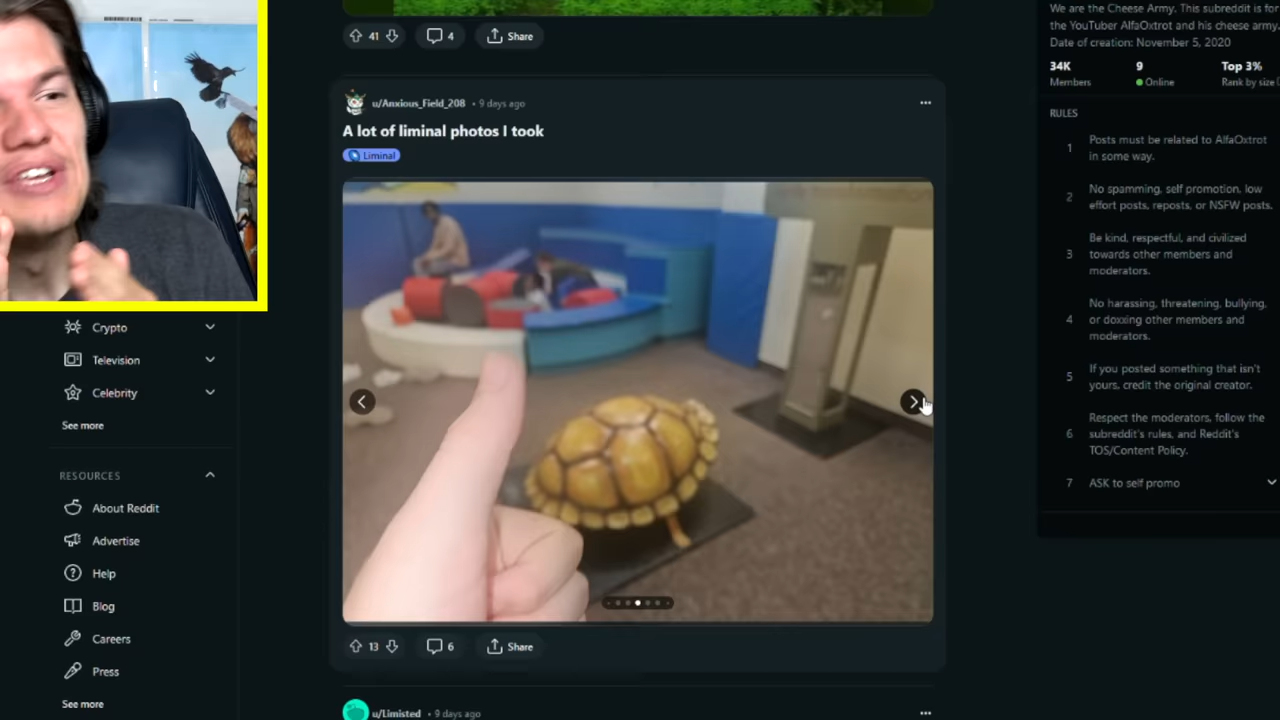 41
4
Share
u/Anxious_Field_208 • 9 days ago
A lot of liminal photos I took
Liminal
13
6
Share
u/Limisted • 9 days ago
Crypto
Television
Celebrity
See more
RESOURCES
About Reddit
Advertise
Help
Blog
Careers
Press
See more
We are the Cheese Army. This subreddit is for
the YouTuber AlfaOxtrot and his cheese army.
Date of creation: November 5, 2020
34K
9
Top 3%
Members
Online
Rank by size
RULES
1
Posts must be related to AlfaOxtrot
in some way.
2
No spamming, self promotion, low
effort posts, reposts, or NSFW posts.
3
Be kind, respectful, and civilized
towards other members and
moderators.
4
No harassing, threatening, bullying,
or doxxing other members and
moderators.
5
If you posted something that isn't
yours, credit the original creator.
6
Respect the moderators, follow the
subreddit's rules, and Reddit's
TOS/Content Policy.
7
ASK to self promo